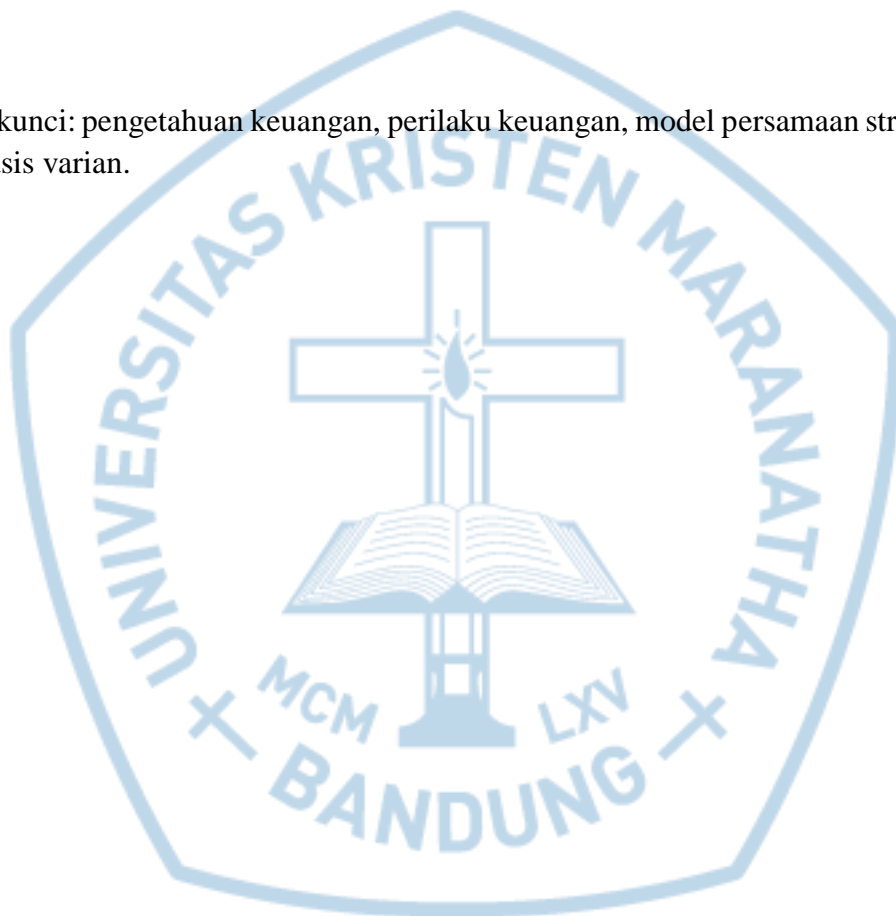 kunci: pengetahuan keuangan, perilaku keuangan, model persamaan str
sis varian.
UNIVERSITAS KRISTEN MARANATHA
MCM LXV
BANDUNG